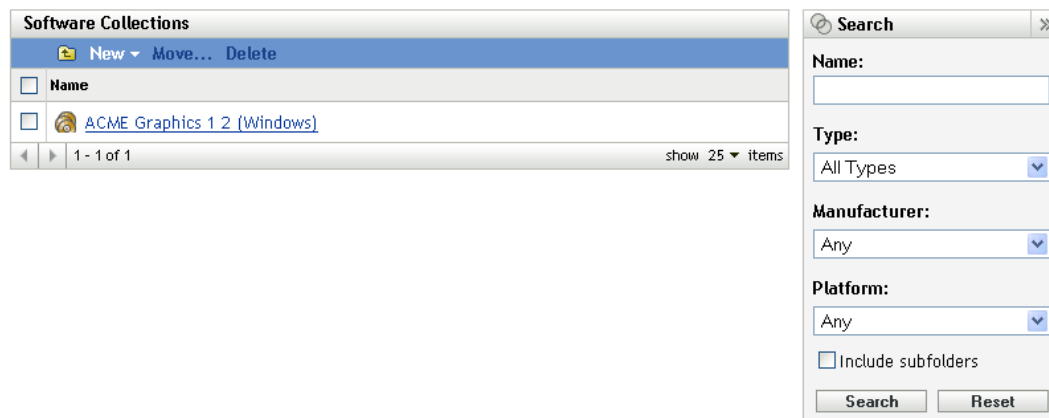 Software Collections
New Move... Delete
Name
ACME Graphics 1 2 (Windows)
1 - 1 of 1 show 25 items
Search
Name:
Type:
All Types
Manufacturer:
Any
Platform:
Any
Include subfolders
Search Reset